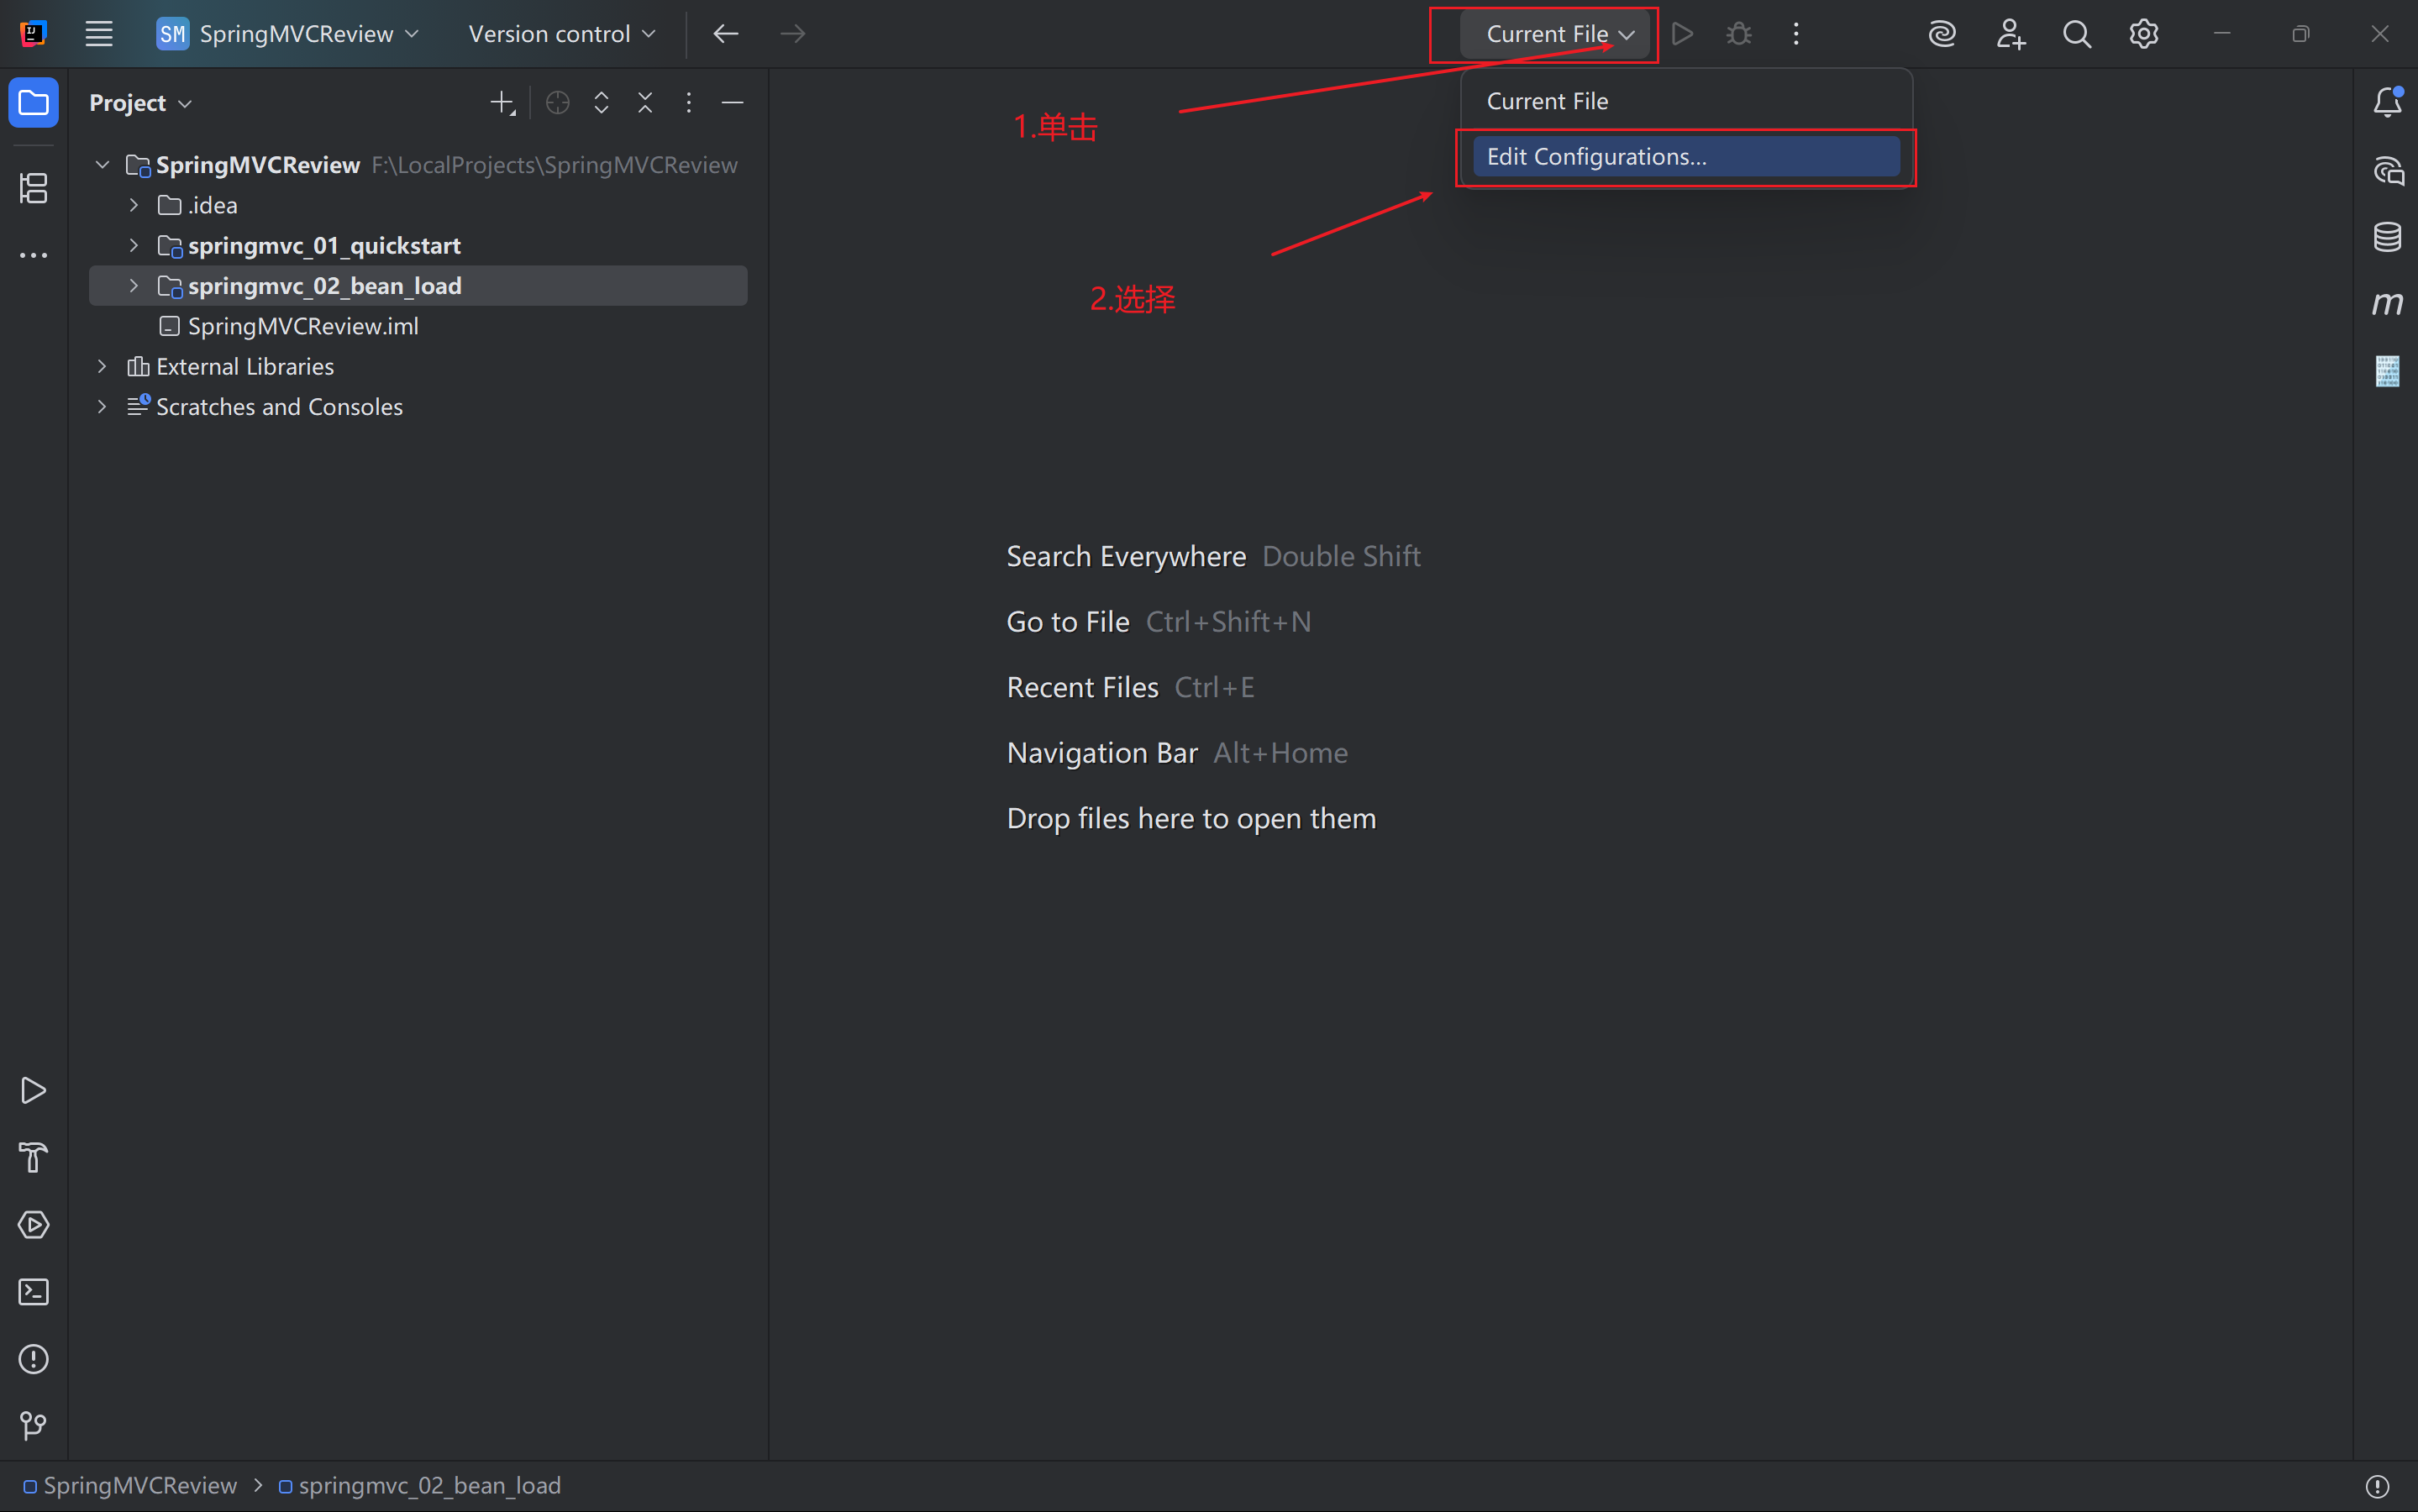 SM SpringMVCReview Version control Current File
Project
Current File
1.单击
Edit Configurations...
SpringMVCReview F:\LocalProjects\SpringMVCReview
.idea
springmvc_01_quickstart
springmvc_02_bean_load
2.选择
SpringMVCReview.iml
External Libraries
Scratches and Consoles
Search Everywhere Double Shift
Go to File Ctrl+Shift+N
Recent Files Ctrl+E
Navigation Bar Alt+Home
Drop files here to open them
SpringMVCReview > springmvc_02_bean_load